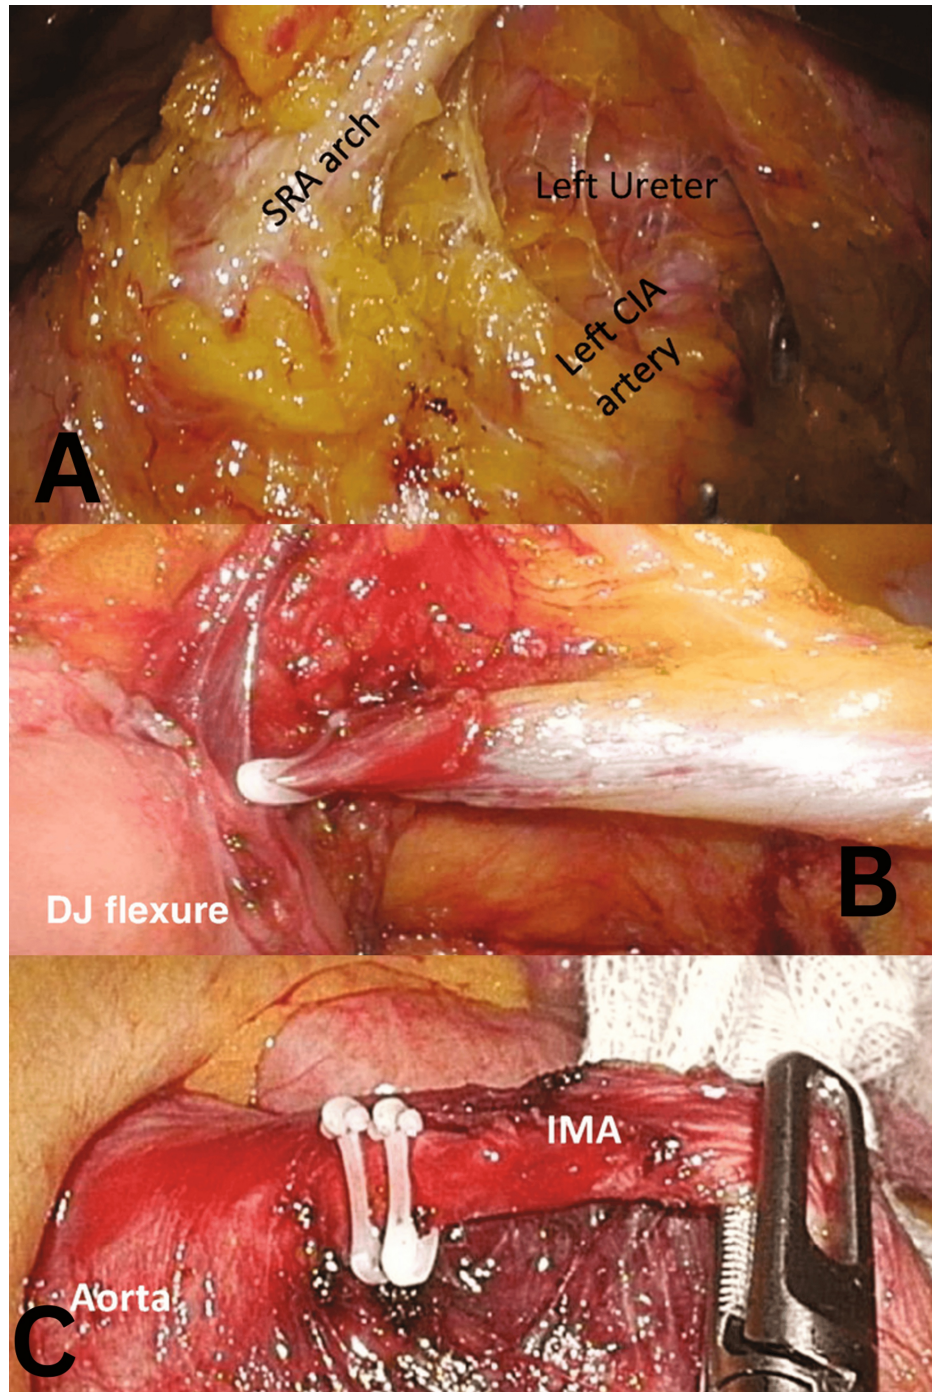 SRA arch
Left Ureter
Left CIA
artery
A
B
DJ flexure
IMA
Aorta
C